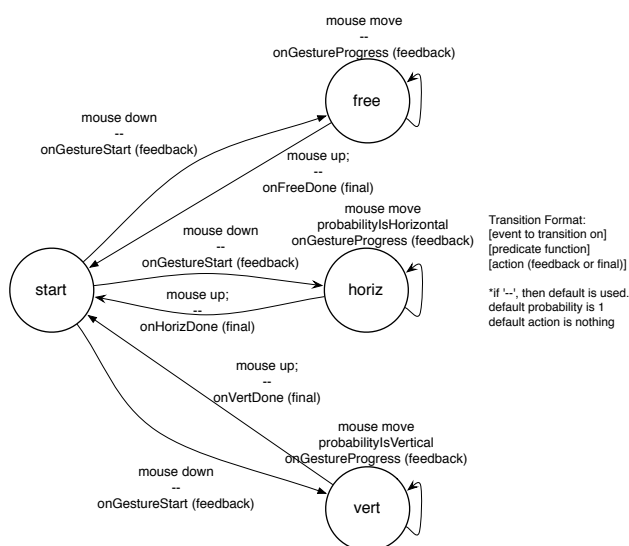 mouse move
--
onGestureProgress (feedback)
free
mouse down
--
onGestureStart (feedback)
mouse up;
--
onFreeDone (final)
mouse move
probabilityIsHorizontal
onGestureProgress (feedback)
mouse down
--
onGestureStart (feedback)
start
horiz
mouse up;
--
onHorizDone (final)
Transition Format:
[event to transition on]
[predicate function]
[action (feedback or final)]
*if '--', then default is used.
default probability is 1
default action is nothing
mouse up;
--
onVertDone (final)
mouse move
probabilityIsVertical
onGestureProgress (feedback)
mouse down
--
onGestureStart (feedback)
vert